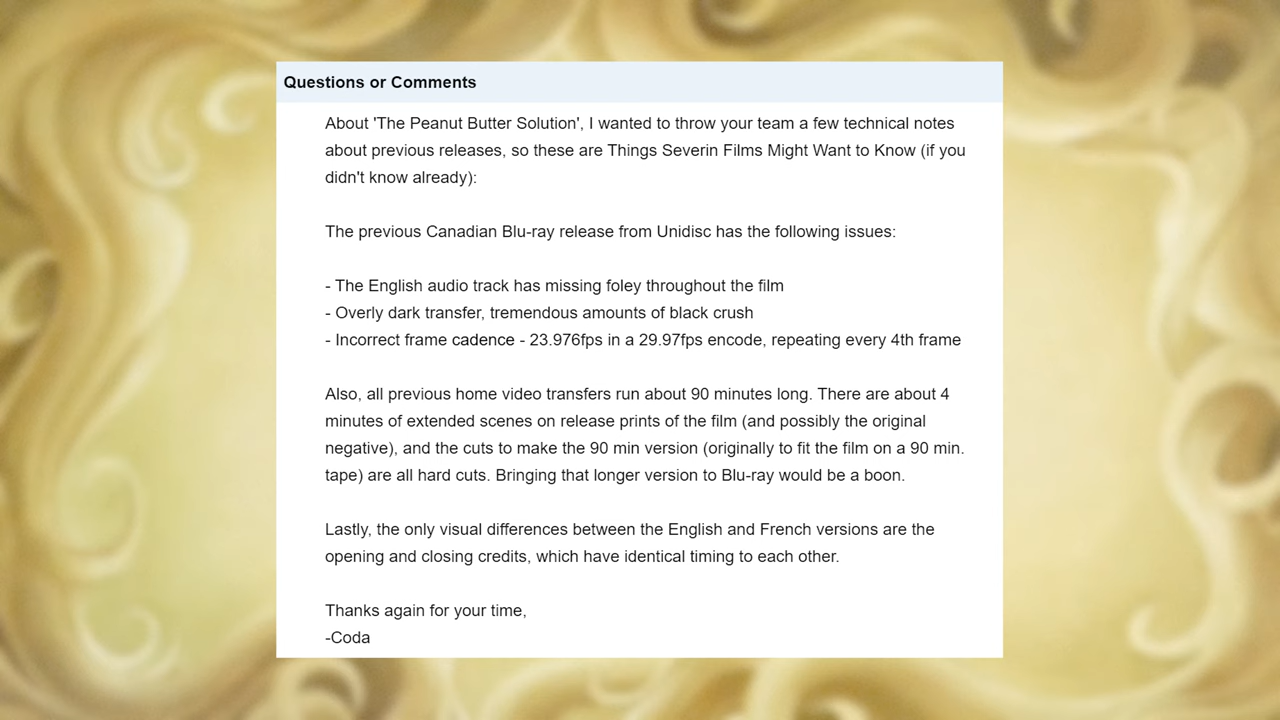 Questions or Comments
About 'The Peanut Butter Solution', I wanted to throw your team a few technical notes
about previous releases, so these are Things Severin Films Might Want to Know (if you
didn't know already):
The previous Canadian Blu-ray release from Unidisc has the following issues:
- The English audio track has missing foley throughout the film
- Overly dark transfer, tremendous amounts of black crush
- Incorrect frame cadence - 23.976fps in a 29.97fps encode, repeating every 4th frame
Also, all previous home video transfers run about 90 minutes long. There are about 4
minutes of extended scenes on release prints of the film (and possibly the original
negative), and the cuts to make the 90 min version (originally to fit the film on a 90 min.
tape) are all hard cuts. Bringing that longer version to Blu-ray would be a boon.
Lastly, the only visual differences between the English and French versions are the
opening and closing credits, which have identical timing to each other.
Thanks again for your time,
-Coda